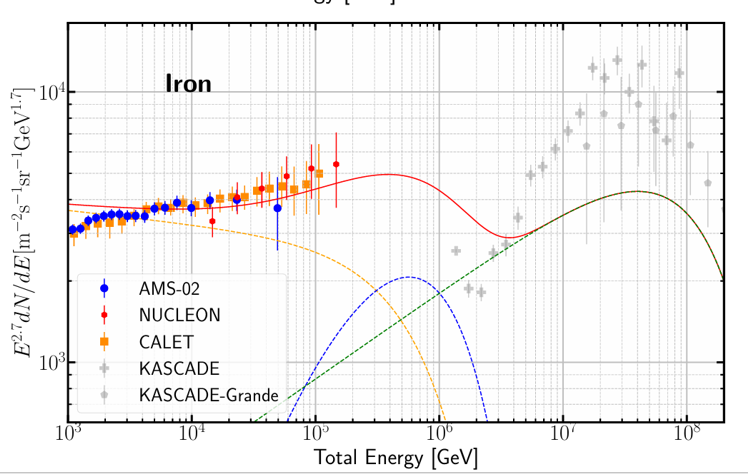 gy [
Iron
E^{2.7}dN/dE[m^{-2}s^{-1}sr^{-1}GeV^{1.7}]
10^4
10^3
AMS-02
NUCLEON
CALET
KASCADE
KASCADE-Grande
10^3 10^4 10^5 10^6 10^7 10^8
Total Energy [GeV]